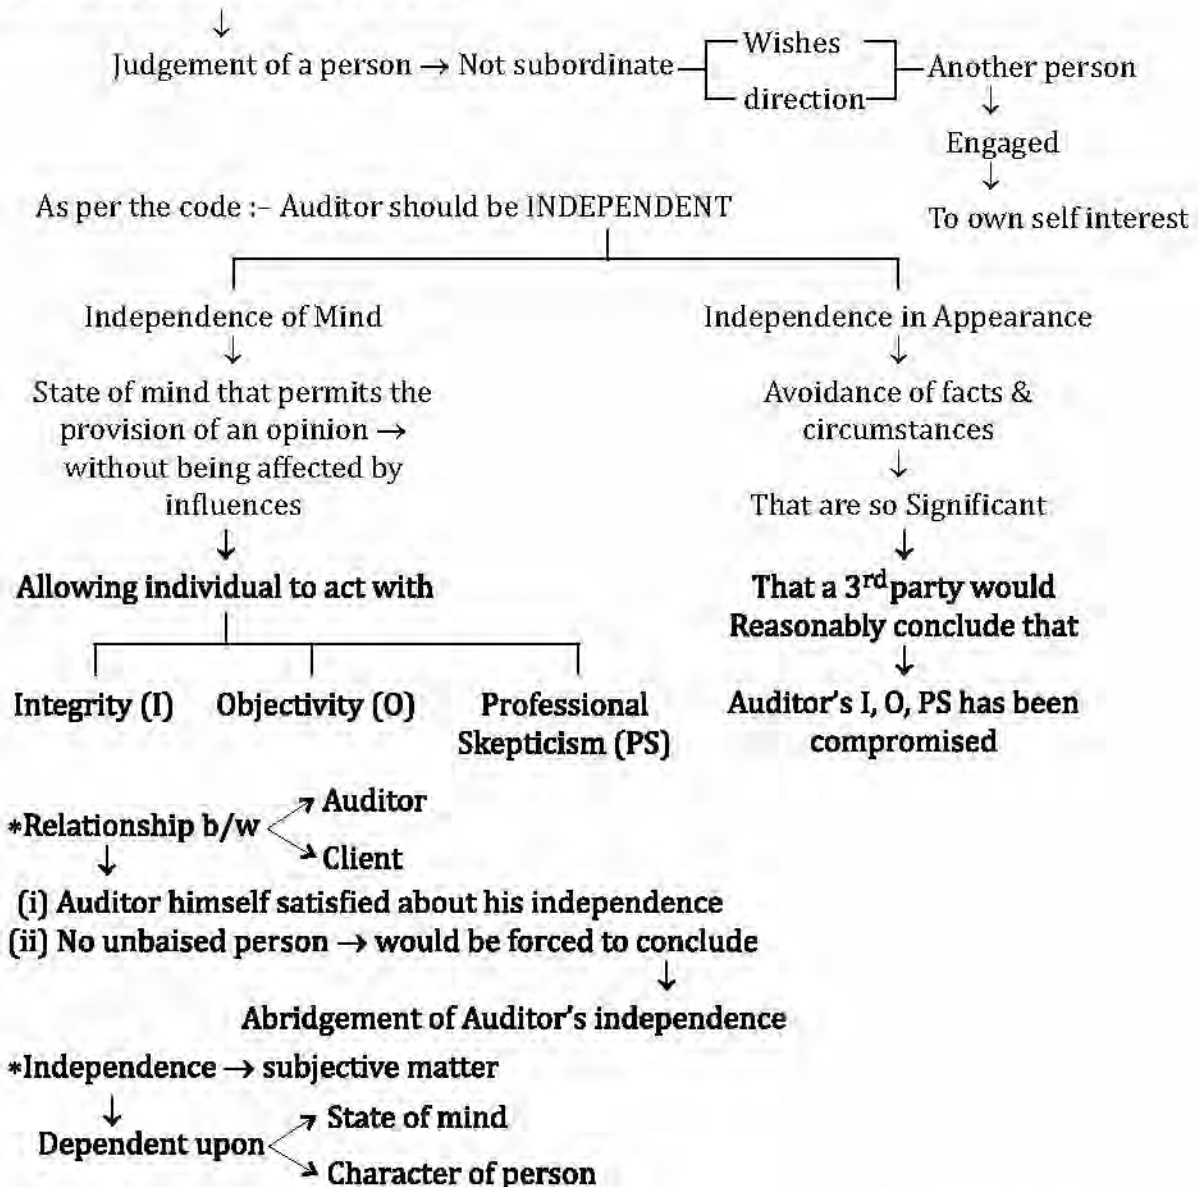 ↓
Judgement of a person → Not subordinate
Wishes
direction
Another person
↓
Engaged
↓
To own self interest
As per the code :– Auditor should be INDEPENDENT
Independence of Mind
↓
State of mind that permits the
provision of an opinion →
without being affected by
influences
↓
Allowing individual to act with
Integrity (I)
Objectivity (O)
Professional
Skepticism (PS)
Independence in Appearance
↓
Avoidance of facts &
circumstances
↓
That are so Significant
↓
That a 3rd party would
Reasonably conclude that
↓
Auditor's I, O, PS has been
compromised
*Relationship b/w
Auditor
Client
↓
(i) Auditor himself satisfied about his independence
(ii) No unbaised person → would be forced to conclude
↓
Abridgement of Auditor's independence
*Independence → subjective matter
↓
Dependent upon
State of mind
Character of person